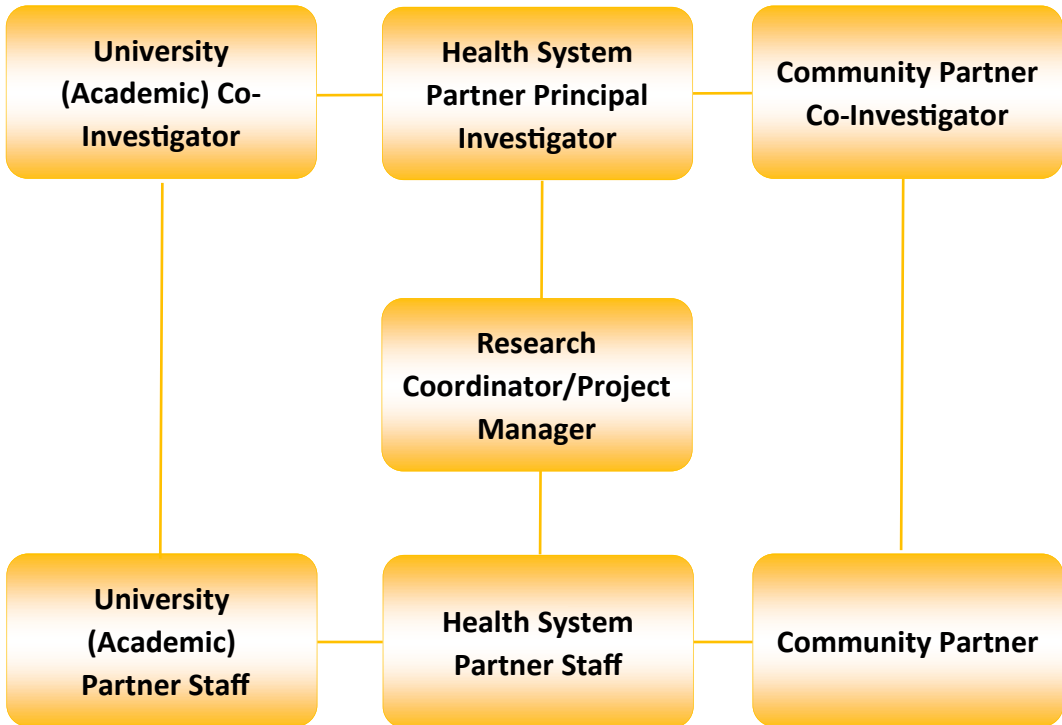 University
(Academic) Co-
Investigator
Health System
Partner Principal
Investigator
Community Partner
Co-Investigator
Research
Coordinator/Project
Manager
University
(Academic)
Partner Staff
Health System
Partner Staff
Community Partner